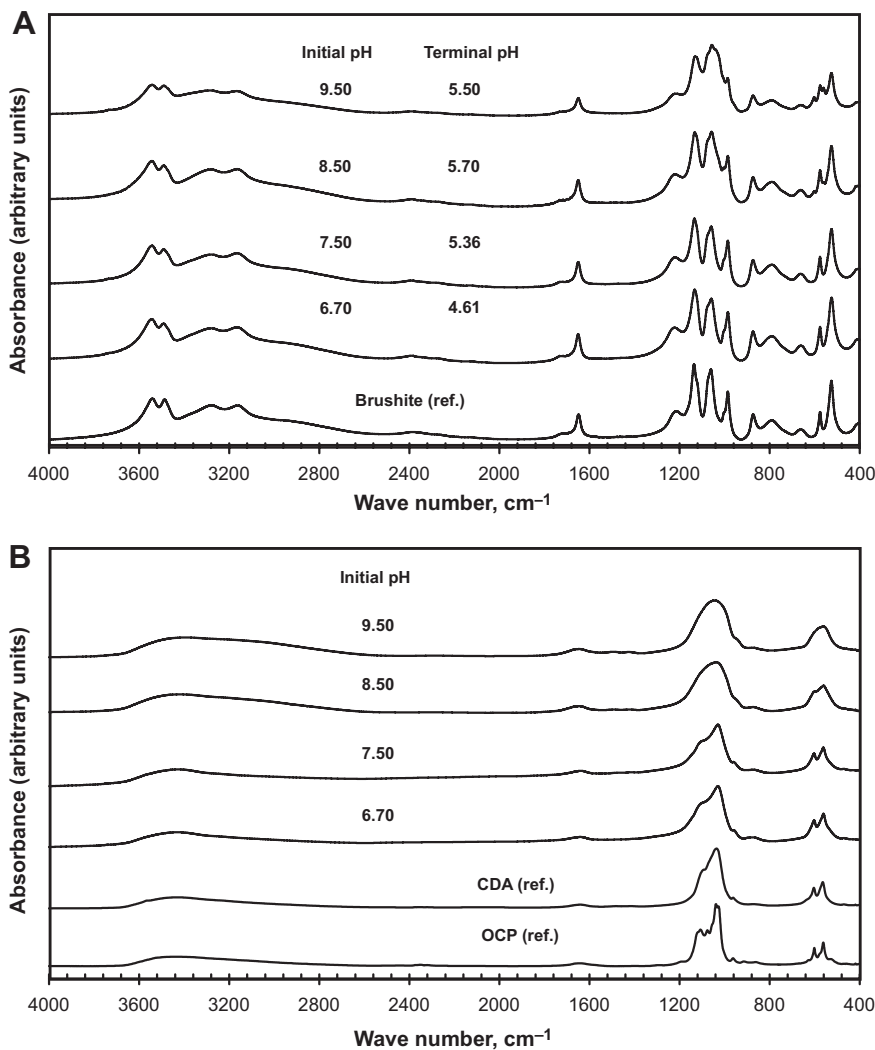 A
Initial pH Terminal pH
9.50 5.50
8.50 5.70
7.50 5.36
6.70 4.61
Brushite (ref.)
Absorbance (arbitrary units)
4000 3600 3200 2800 2400 2000 1600 1200 800 400
Wave number, cm⁻¹
B
Initial pH
9.50
8.50
7.50
6.70
CDA (ref.)
OCP (ref.)
Absorbance (arbitrary units)
4000 3600 3200 2800 2400 2000 1600 1200 800 400
Wave number, cm⁻¹